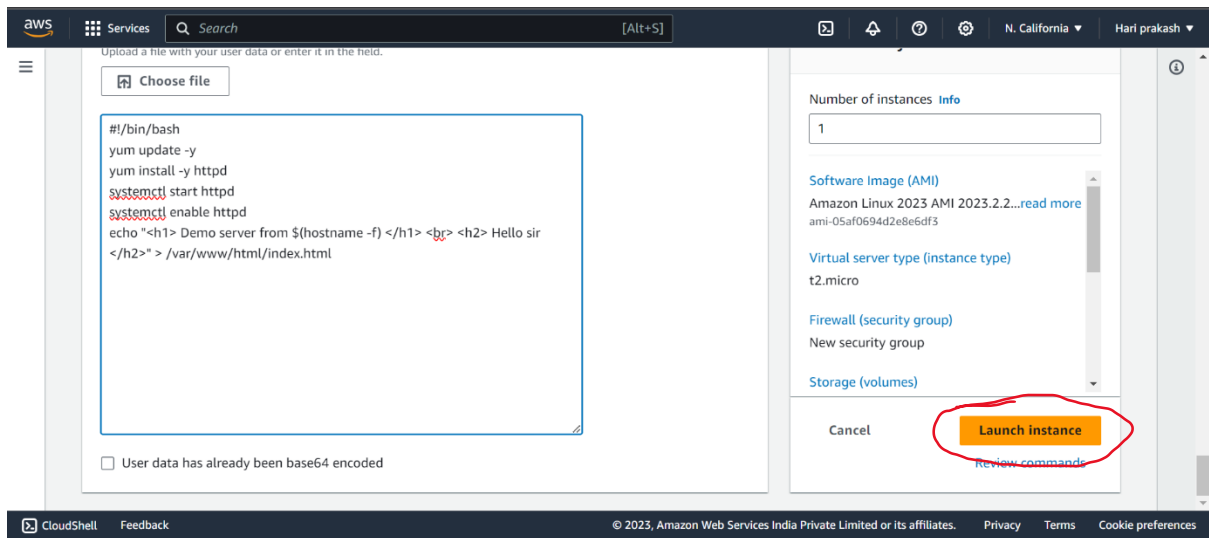 aws
Services
Search
[Alt+S]
N. California
Hari prakash
Upload a file with your user data or enter it in the field.
Choose file
#!/bin/bash
yum update -y
yum install -y httpd
systemctl start httpd
systemctl enable httpd
echo "<h1> Demo server from $(hostname -f) </h1> <br> <h2> Hello sir
</h2>" > /var/www/html/index.html
User data has already been base64 encoded
Number of instances Info
1
Software Image (AMI)
Amazon Linux 2023 AMI 2023.2.2...read more
ami-05af0694d2e8e6df3
Virtual server type (instance type)
t2.micro
Firewall (security group)
New security group
Storage (volumes)
Cancel
Launch instance
Review commands
CloudShell
Feedback
© 2023, Amazon Web Services India Private Limited or its affiliates.
Privacy
Terms
Cookie preferences